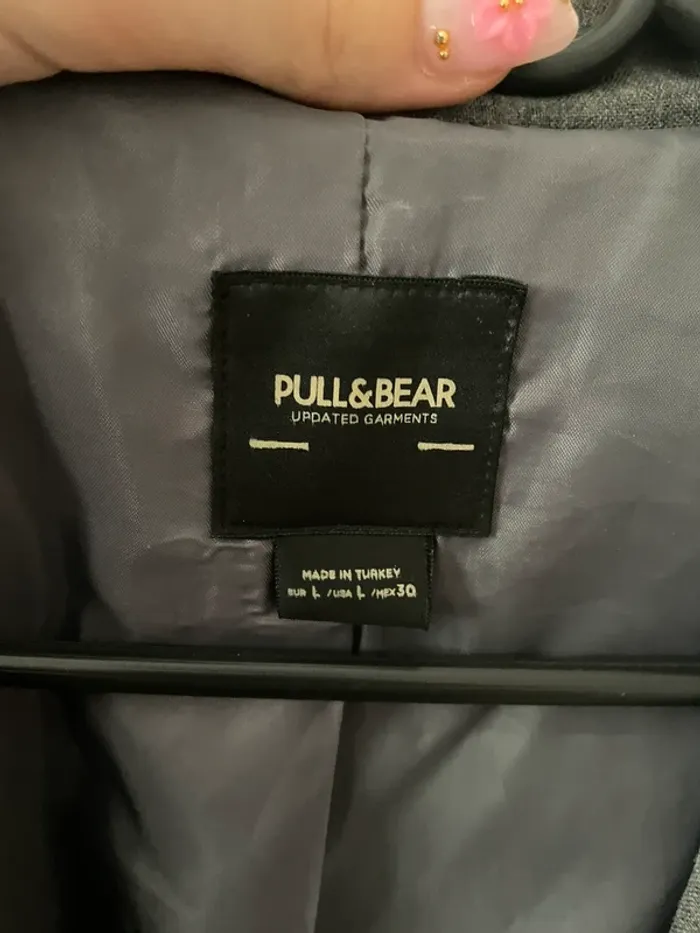 PULL&BEAR
UPDATED GARMENTS
MADE IN TURKEY
EUR L /USA L /MEX 30